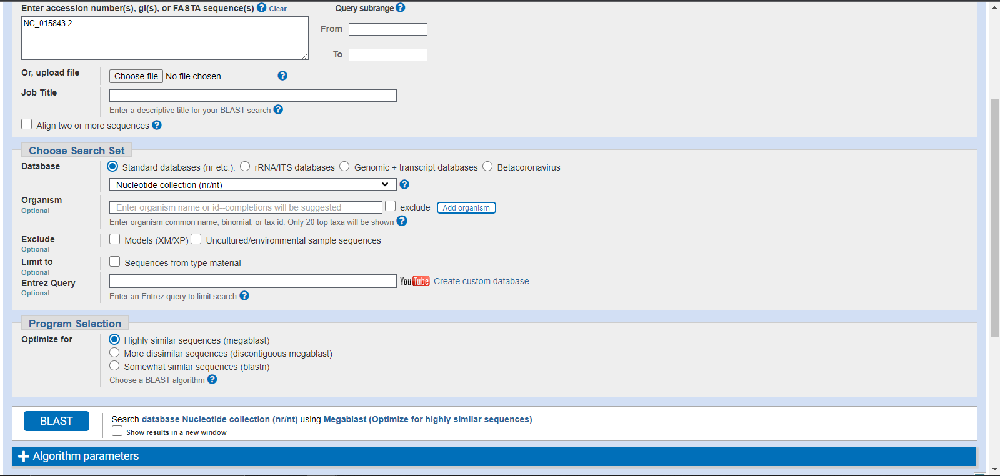 Enter accession number(s), gi(s), or FASTA sequence(s) ? Clear
Query subrange ?
NC_015843.2
From
To
Or, upload file
Choose file No file chosen ?
Job Title
Enter a descriptive title for your BLAST search ?
Align two or more sequences ?
Choose Search Set
Database
Standard databases (nr etc.): rRNA/ITS databases Genomic + transcript databases Betacoronavirus
Nucleotide collection (nr/nt) ?
Organism
Optional
Enter organism name or id--completions will be suggested exclude Add organism
Enter organism common name, binomial, or tax id. Only 20 top taxa will be shown ?
Exclude
Optional
Models (XM/XP) Uncultured/environmental sample sequences
Limit to
Optional
Sequences from type material
Entrez Query
Optional
YouTube Create custom database
Enter an Entrez query to limit search ?
Program Selection
Optimize for
Highly similar sequences (megablast)
More dissimilar sequences (discontiguous megablast)
Somewhat similar sequences (blastn)
Choose a BLAST algorithm ?
BLAST
Search database Nucleotide collection (nr/nt) using Megablast (Optimize for highly similar sequences)
Show results in a new window
+ Algorithm parameters